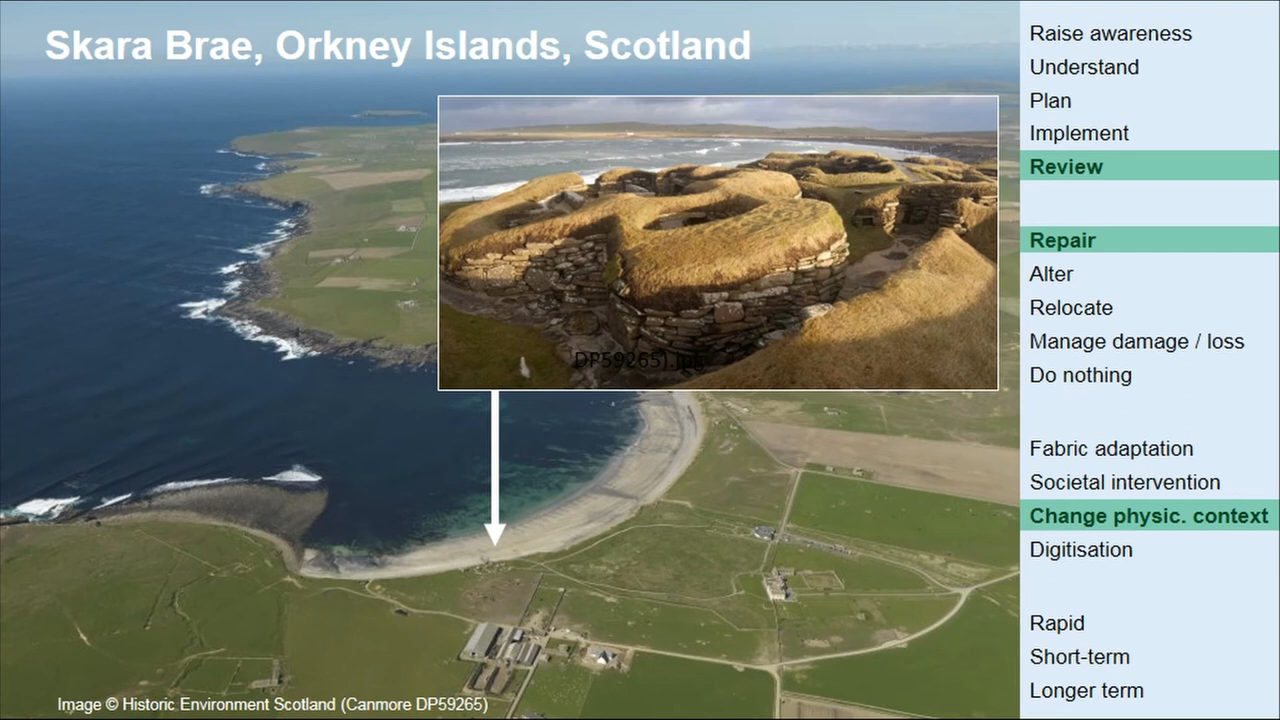 Skara Brae, Orkney Islands, Scotland
DP59265).jpg
Image © Historic Environment Scotland (Canmore DP59265)
Raise awareness
Understand
Plan
Implement
Review
Repair
Alter
Relocate
Manage damage / loss
Do nothing
Fabric adaptation
Societal intervention
Change physic. context
Digitisation
Rapid
Short-term
Longer term